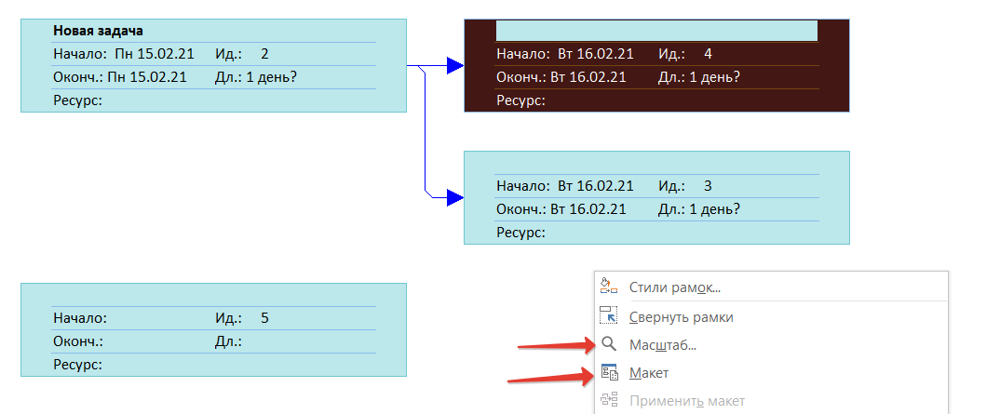 Новая задача
Начало: Пн 15.02.21 Ид.: 2
Оконч.: Пн 15.02.21 Дл.: 1 день?
Ресурс:
Начало: Вт 16.02.21 Ид.: 4
Оконч.: Вт 16.02.21 Дл.: 1 день?
Ресурс:
Начало: Вт 16.02.21 Ид.: 3
Оконч.: Вт 16.02.21 Дл.: 1 день?
Ресурс:
Начало: Ид.: 5
Оконч.: Дл.:
Ресурс:
Стили рамок...
Свернуть рамки
Масштаб...
Макет
Применить макет